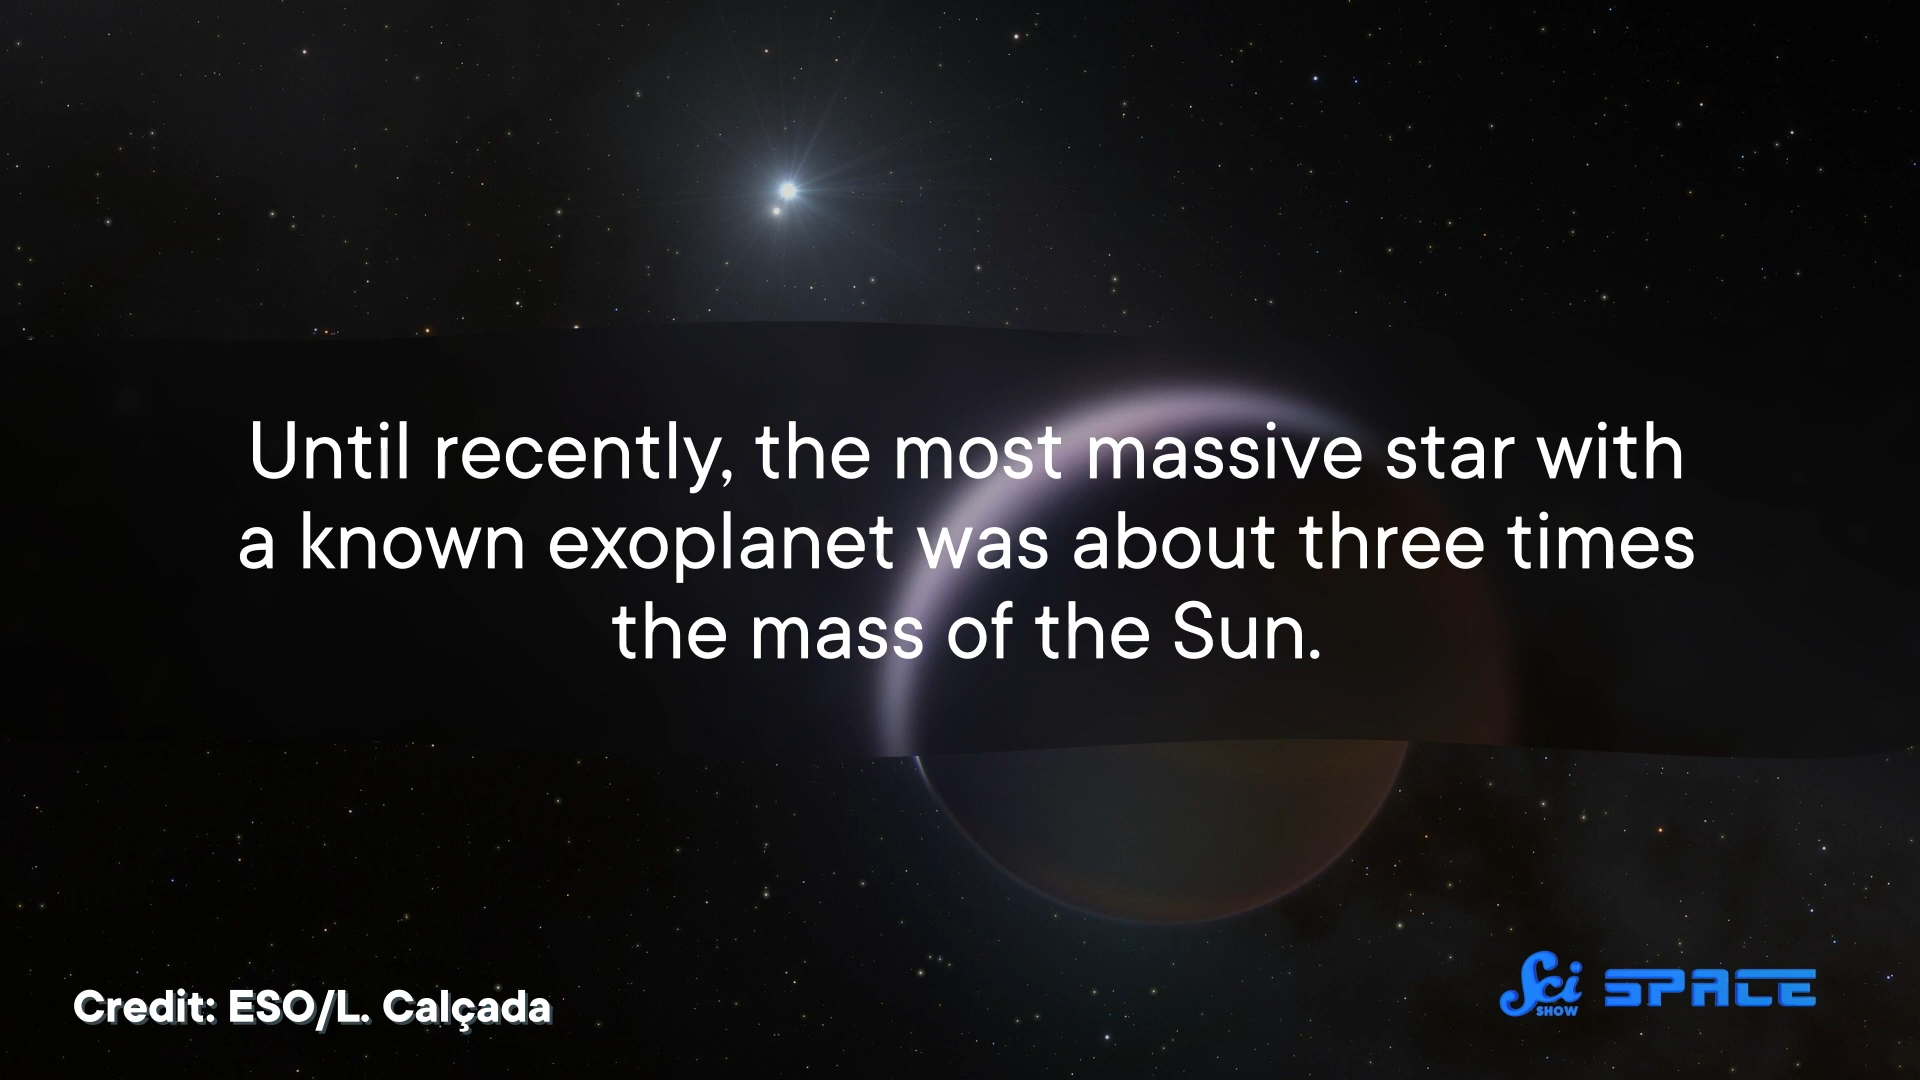 Until recently, the most massive star with
a known exoplanet was about three times
the mass of the Sun.
Credit: ESO/L. Calçada
Sci SHOW SPACE